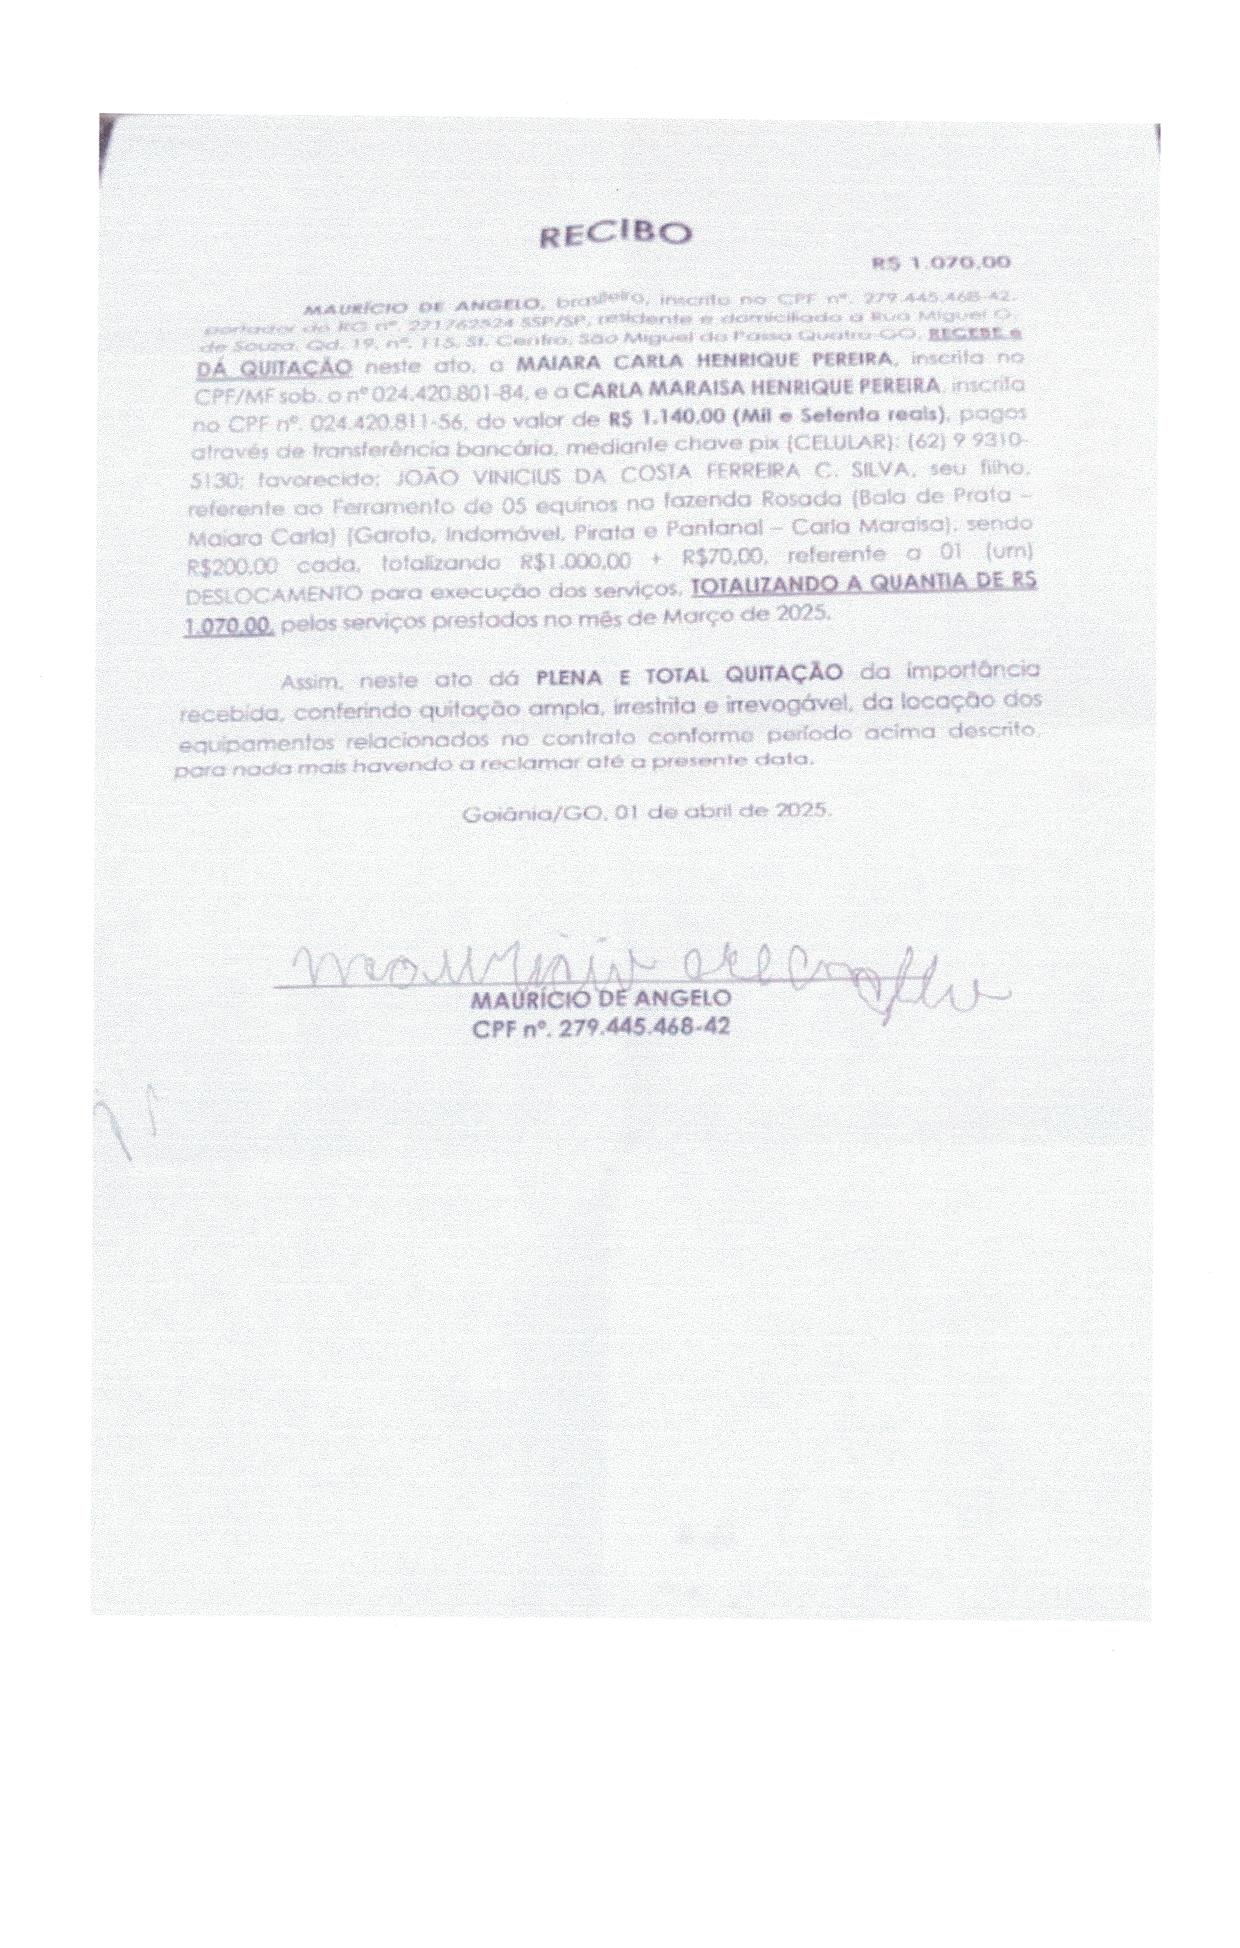 RECIBO
R$ 1.070,00
MAURÍCIO DE ANGELO, brasileiro, inscrito no CPF nº. 279.445.468-42,
portador do RG nº. 221762524 SSP/SP, residente e domiciliado a Rua Miguel G.
de Souza, Qd. 19, nº. 115, St. Centro, São Miguel do Passa Quatro-GO, RECEBE e
DÁ QUITAÇÃO neste ato, a MAIARA CARLA HENRIQUE PEREIRA, inscrita no
CPF/MF sob. o nº 024.420.801-84, e a CARLA MARAISA HENRIQUE PEREIRA, inscrita
no CPF nº. 024.420.811-56, do valor de R$ 1.140,00 (Mil e Setenta reais), pagos
através de transferência bancária, mediante chave pix (CELULAR): (62) 9 9310-
5130; favorecido: JOÃO VINICIUS DA COSTA FERREIRA C. SILVA, seu filho,
referente ao Ferramento de 05 equinos na fazenda Rosada (Bala de Prata –
Maiara Carla) (Garoto, Indomável, Pirata e Pantanal – Carla Maraisa), sendo
R$200,00 cada, totalizando R$1.000,00 + R$70,00, referente a 01 (um)
DESLOCAMENTO para execução dos serviços, TOTALIZANDO A QUANTIA DE R$
1.070,00, pelos serviços prestados no mês de Março de 2025.
Assim, neste ato dá PLENA E TOTAL QUITAÇÃO da importância
recebida, conferindo quitação ampla, irrestrita e irrevogável, da locação dos
equipamentos relacionados no contrato conforme período acima descrito,
para nada mais havendo a reclamar até a presente data.
Goiânia/GO, 01 de abril de 2025.
MAURÍCIO DE ANGELO
CPF nº. 279.445.468-42